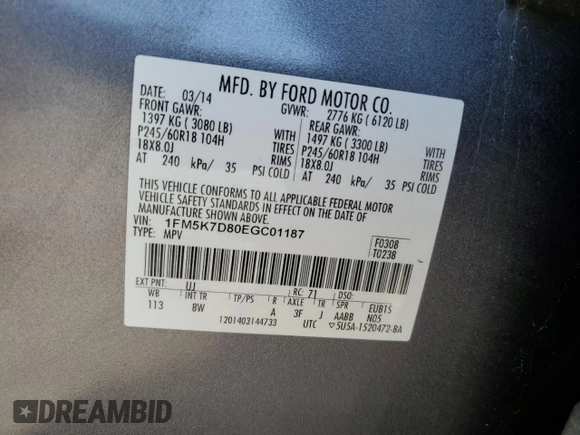 MFD. BY FORD MOTOR CO.
DATE: 03/14 GVWR: 2776 KG ( 6120 LB)
FRONT GAWR: REAR GAWR:
1397 KG ( 3080 LB) WITH 1497 KG ( 3300 LB) WITH
P245/60R18 104H TIRES P245/60R18 104H TIRES
18X8.0J RIMS 18X8.0J RIMS
AT 240 kPa/ 35 PSI COLD AT 240 kPa/ 35 PSI COLD
THIS VEHICLE CONFORMS TO ALL APPLICABLE FEDERAL MOTOR
VEHICLE SAFETY STANDARDS IN EFFECT ON THE DATE OF
MANUFACTURE SHOWN ABOVE.
VIN: 1FM5K7D80EGC01187
TYPE: MPV
F0308
T0238
EXT PNT: UJ RC: 71 DSO:
WB INT TR TP/PS R AXLE TR SPR EUB15
113 8W A 3F J AABB N05
1201403144733 UTC ▽5U5A-1520472-BA
DREAMBID